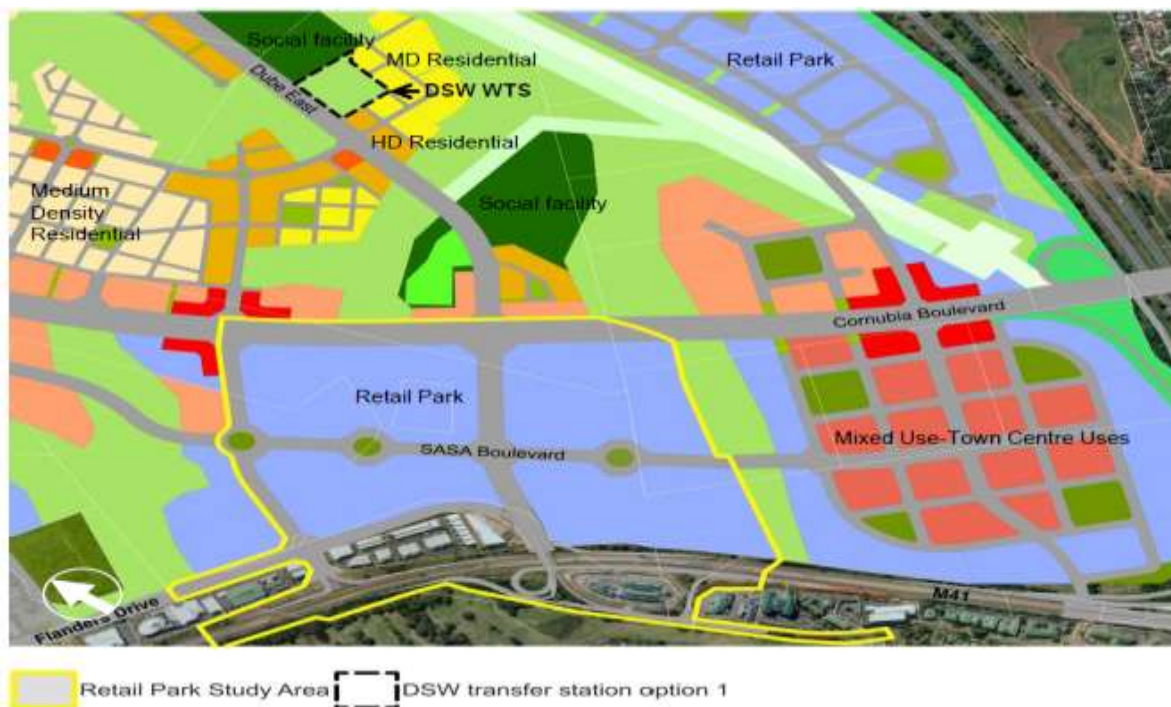 Social facility
MD Residential
Retail Park
DSW WTS
Dube East
HD Residential
Medium
Density
Residential
Social facility
Cornubia Boulevard
Retail Park
SASA Boulevard
Mixed Use-Town Centre Uses
M41
Flanders Drive
Retail Park Study Area
DSW transfer station option 1